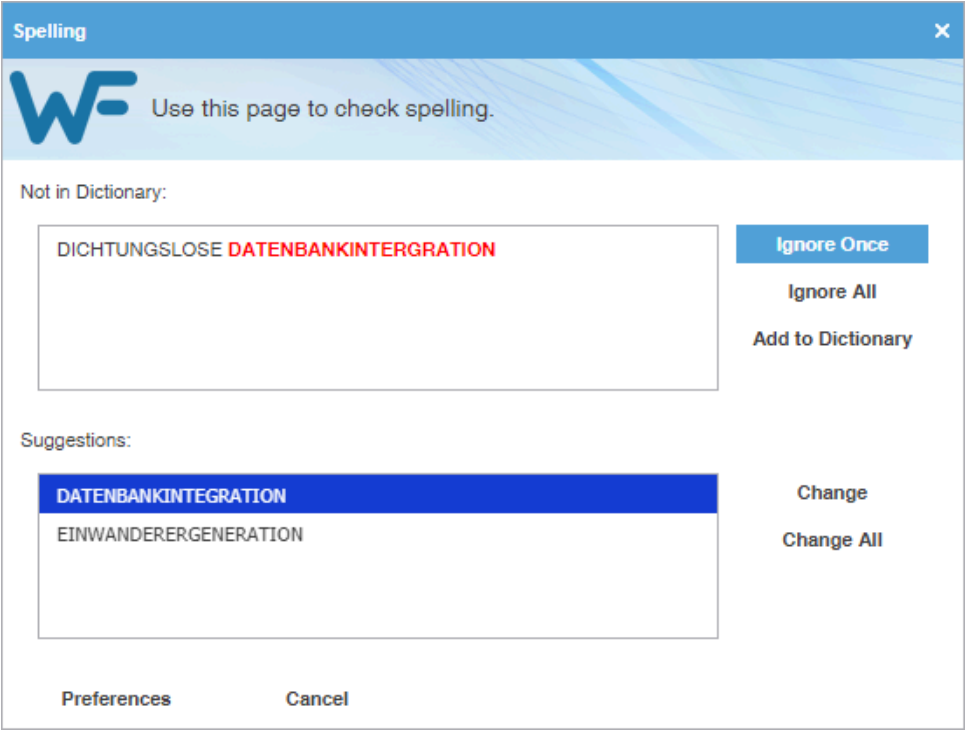 Spelling
WF
Use this page to check spelling.
Not in Dictionary:
DICHTUNGSLOSE DATENBANKINTERGRATION
Ignore Once
Ignore All
Add to Dictionary
Suggestions:
DATENBANKINTEGRATION
EINWANDERERGENERATION
Change
Change All
Preferences
Cancel